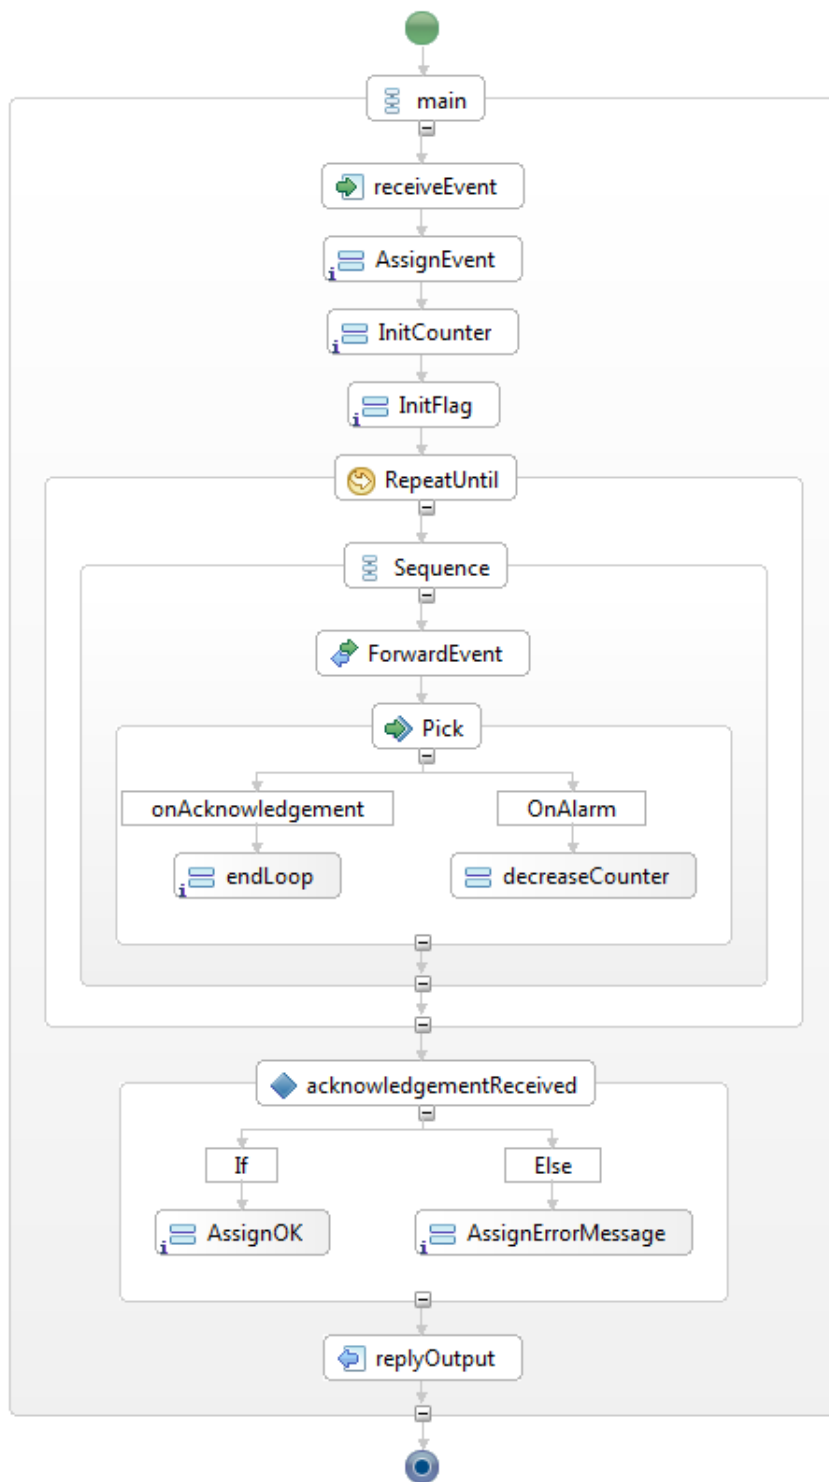 main
receiveEvent
AssignEvent
InitCounter
InitFlag
RepeatUntil
Sequence
ForwardEvent
Pick
onAcknowledgement OnAlarm
endLoop decreaseCounter
acknowledgementReceived
If Else
AssignOK AssignErrorMessage
replyOutput